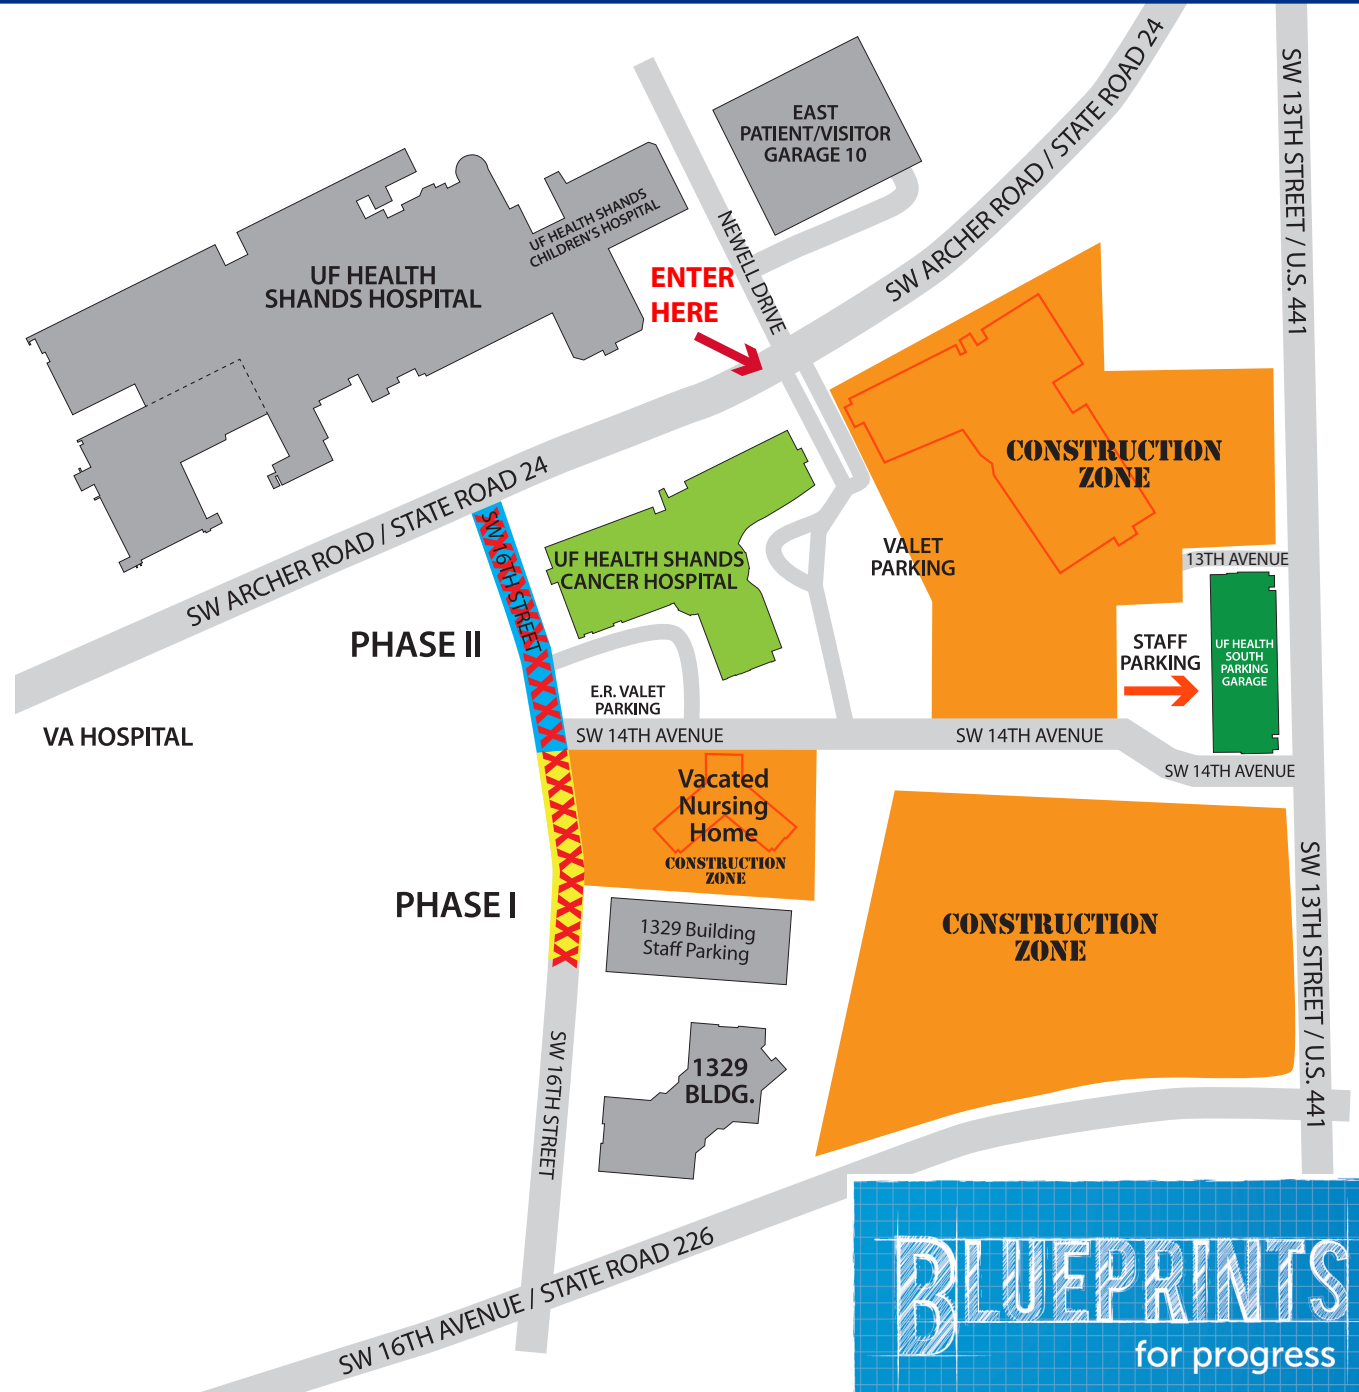 SW ARCHER ROAD / STATE ROAD 24
SW 13TH STREET / U.S. 441
EAST
PATIENT/VISITOR
GARAGE 10
NEWELL DRIVE
UF HEALTH SHANDS
CHILDREN'S HOSPITAL
UF HEALTH
SHANDS HOSPITAL
ENTER
HERE
CONSTRUCTION
ZONE
SW ARCHER ROAD / STATE ROAD 24
SW 16TH STREET
UF HEALTH SHANDS
CANCER HOSPITAL
VALET
PARKING
13TH AVENUE
PHASE II
STAFF
PARKING
UF HEALTH
SOUTH
PARKING
GARAGE
E.R. VALET
PARKING
VA HOSPITAL
SW 14TH AVENUE
SW 14TH AVENUE
SW 14TH AVENUE
Vacated
Nursing
Home
CONSTRUCTION
ZONE
PHASE I
1329 Building
Staff Parking
CONSTRUCTION
ZONE
SW 13TH STREET / U.S. 441
SW 16TH STREET
1329
BLDG.
SW 16TH AVENUE / STATE ROAD 226
BLUEPRINTS
for progress